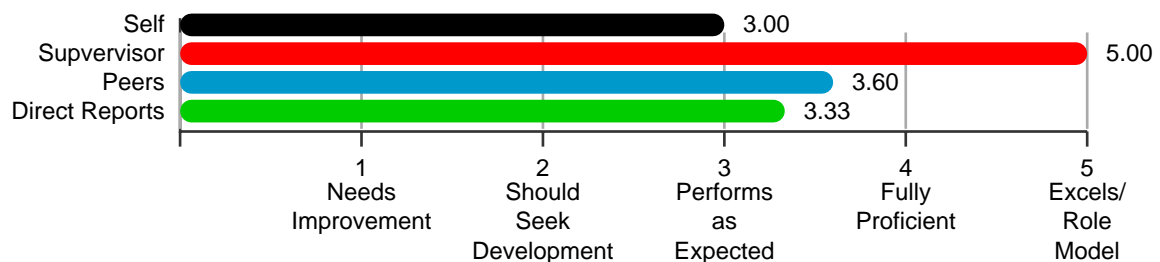 Self 3.00
Supvervisor 5.00
Peers 3.60
Direct Reports 3.33
1 2 3 4 5
Needs Should Performs Fully Excels/
Improvement Seek as Proficient Role
Development Expected Model